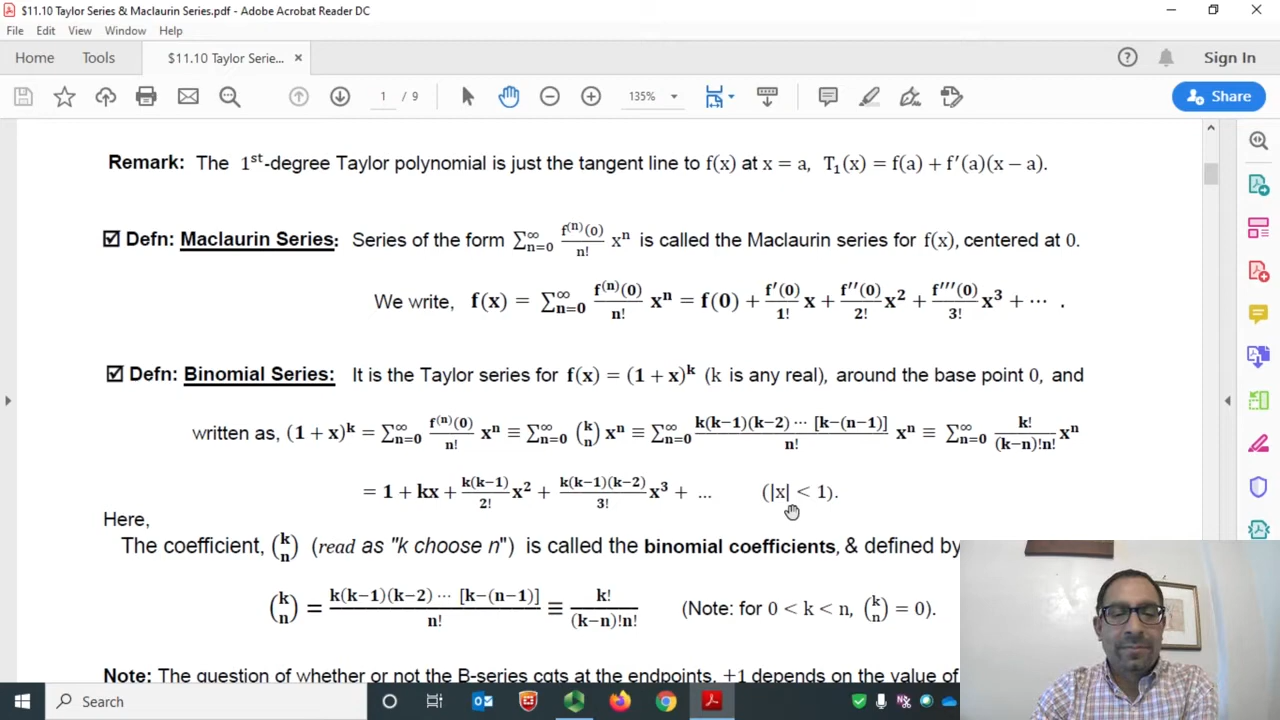 $11.10 Taylor Series & Maclaurin Series.pdf - Adobe Acrobat Reader DC
File Edit View Window Help
Home Tools $11.10 Taylor Serie... × Sign In
1 / 9 135% Share
Remark: The 1ˢᵗ-degree Taylor polynomial is just the tangent line to f(x) at x = a, T₁(x) = f(a) + f′(a)(x − a).
☑ Defn: Maclaurin Series: Series of the form ∑ₙ₌₀^∞ f⁽ⁿ⁾(0)/n! xⁿ is called the Maclaurin series for f(x), centered at 0.
We write, f(x) = ∑ₙ₌₀^∞ f⁽ⁿ⁾(0)/n! xⁿ = f(0) + f′(0)/1! x + f′′(0)/2! x² + f′′′(0)/3! x³ + ⋯ .
☑ Defn: Binomial Series: It is the Taylor series for f(x) = (1 + x)ᵏ (k is any real), around the base point 0, and
written as, (1 + x)ᵏ = ∑ₙ₌₀^∞ f⁽ⁿ⁾(0)/n! xⁿ ≡ ∑ₙ₌₀^∞ (k n) xⁿ ≡ ∑ₙ₌₀^∞ k(k−1)(k−2) ⋯ [k−(n−1)]/n! xⁿ ≡ ∑ₙ₌₀^∞ k!/(k−n)!n! xⁿ
= 1 + kx + k(k−1)/2! x² + k(k−1)(k−2)/3! x³ + … (|x| < 1).
Here,
The coefficient, (k n) (read as "k choose n") is called the binomial coefficients, & defined by
(k n) = k(k−1)(k−2) ⋯ [k−(n−1)]/n! ≡ k!/(k−n)!n! (Note: for 0 < k < n, (k n) = 0).
Note: The question of whether or not the B-series cgts at the endpoints, ±1 depends on the value of
Search